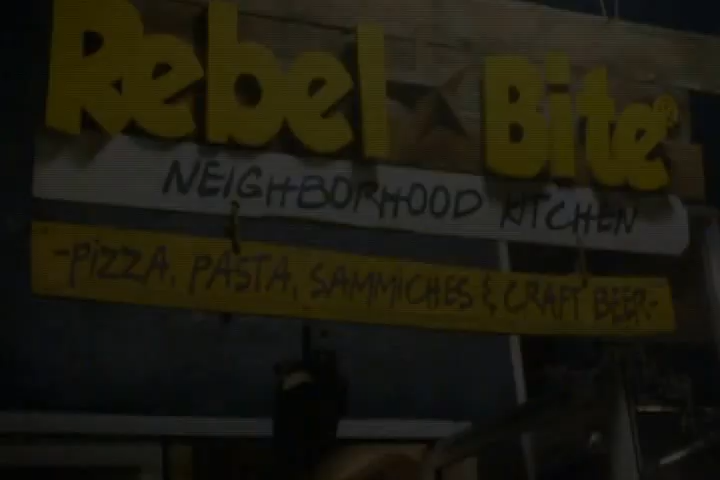 Rebel Bite®
NEIGHBORHOOD KITCHEN
-PIZZA, PASTA, SAMMICHES & CRAFT BEER-